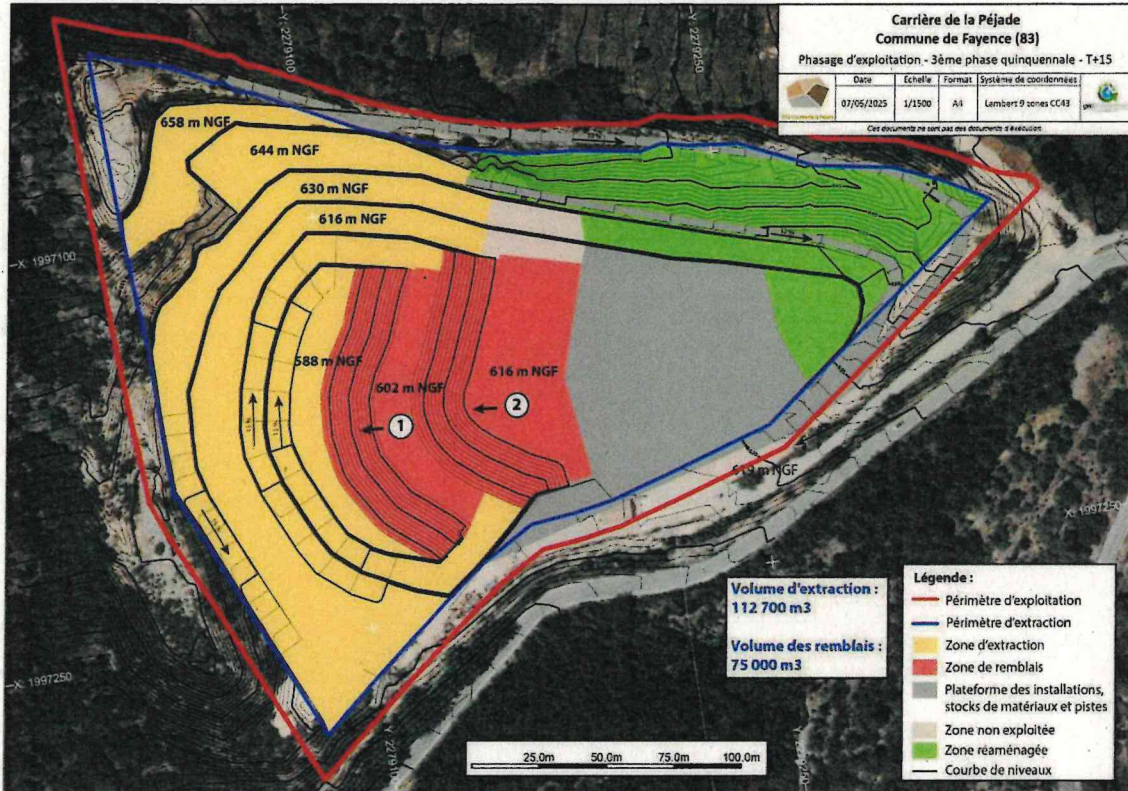 Carrière de la Péjade
Commune de Fayence (83)
Phasage d'exploitation - 3ème phase quinquennale - T+15
Date Echelle Format Système de coordonnées
07/05/2025 1/1500 A4 Lambert 9 zones CC43
Ces documents ne sont pas des documents d'éxécution
Y: 2279100
Y: 2279250
658 m NGF
644 m NGF
630 m NGF
616 m NGF
X: 1997100
588 m NGF
602 m NGF
616 m NGF
1
2
619 m NGF
X: 1997250
X: 1997250
Volume d'extraction :
112 700 m3
Volume des remblais :
75 000 m3
Légende :
Périmètre d'exploitation
Périmètre d'extraction
Zone d'extraction
Zone de remblais
Plateforme des installations,
stocks de matériaux et pistes
Zone non exploitée
Zone réaménagée
Courbe de niveaux
25.0m 50.0m 75.0m 100.0m